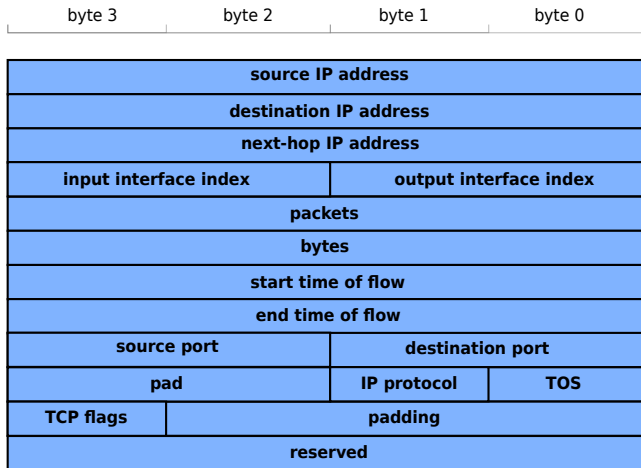 byte 3 byte 2 byte 1 byte 0
source IP address
destination IP address
next-hop IP address
input interface index output interface index
packets
bytes
start time of flow
end time of flow
source port destination port
pad IP protocol TOS
TCP flags padding
reserved